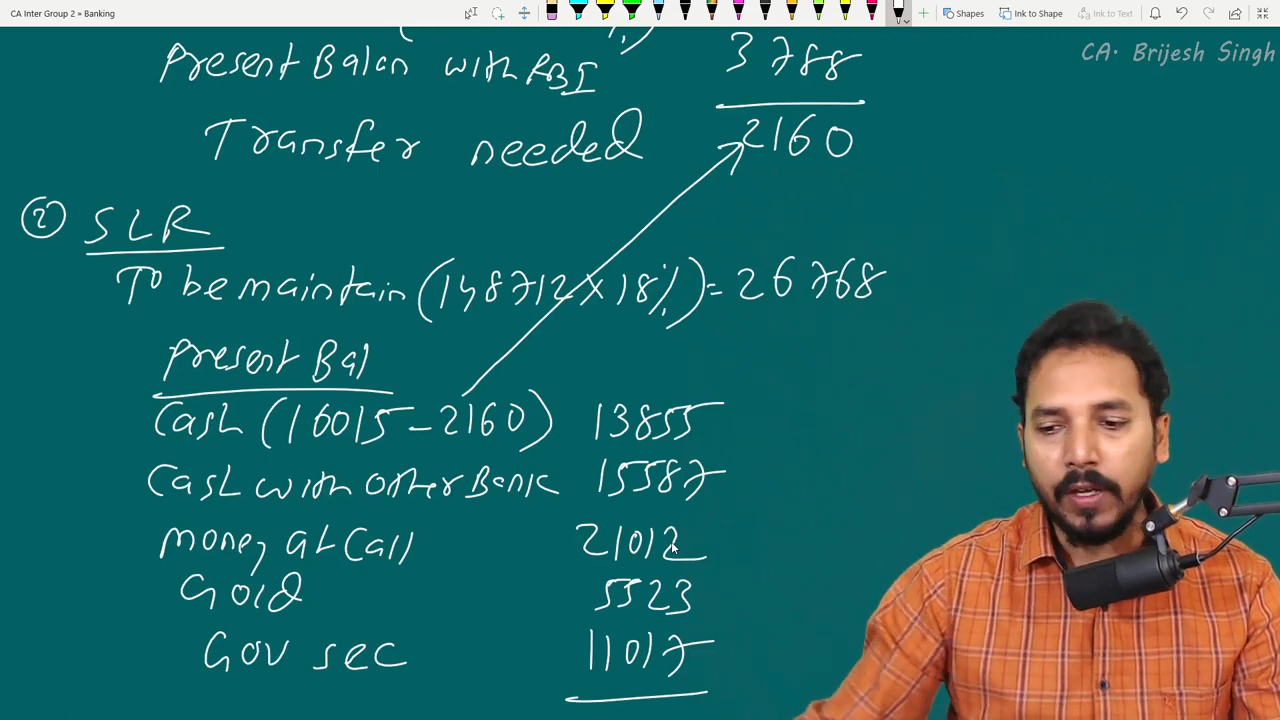 CA Inter Group 2 » Banking
Shapes
Ink to Shape
Ink to Text
CA. Brijesh Singh
Present Balan with RBI 3788
Transfer needed 2160
② SLR
To be maintain (148712 X 18%) = 26768
Present Bal
Cash (16015 - 2160) 13855
Cash with other Bank 15587
Money at Call 21012
Gold 5523
Gov sec 11017